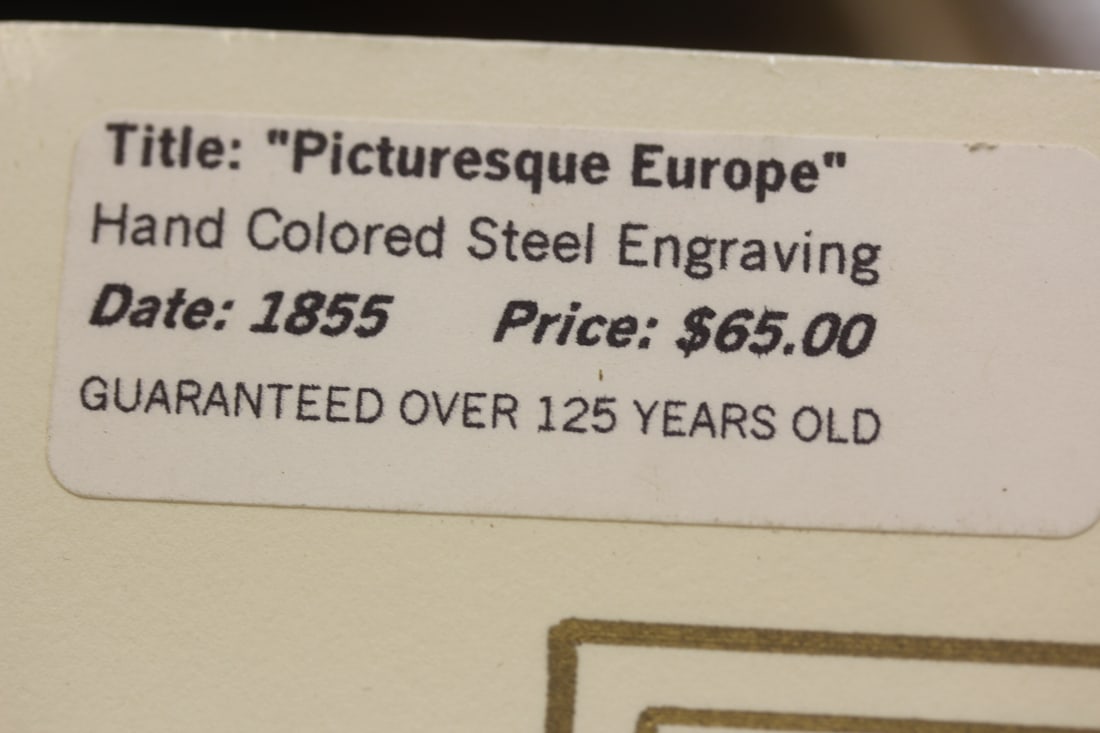 Title: "Picturesque Europe"
Hand Colored Steel Engraving
Date: 1855 Price: $65.00
GUARANTEED OVER 125 YEARS OLD